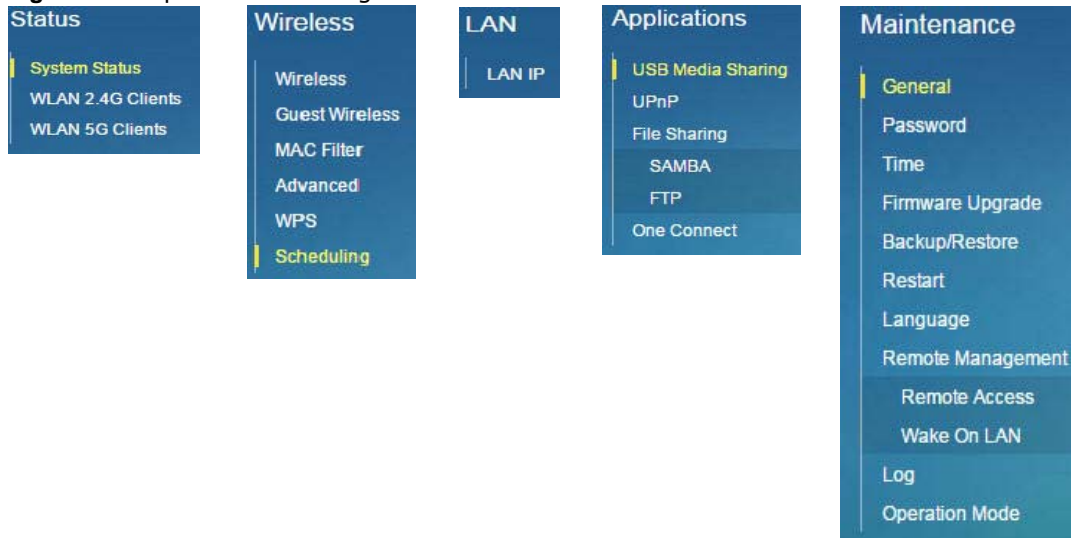 Status
System Status
WLAN 2.4G Clients
WLAN 5G Clients
Wireless
Wireless
Guest Wireless
MAC Filter
Advanced
WPS
Scheduling
LAN
LAN IP
Applications
USB Media Sharing
UPnP
File Sharing
SAMBA
FTP
One Connect
Maintenance
General
Password
Time
Firmware Upgrade
Backup/Restore
Restart
Language
Remote Management
Remote Access
Wake On LAN
Log
Operation Mode